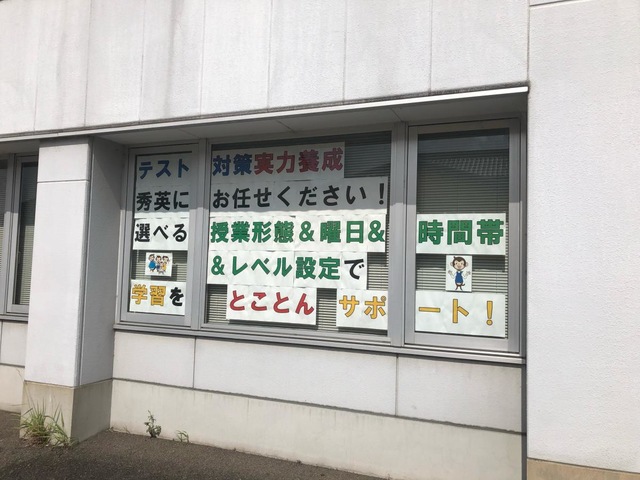 テスト対策実力養成
秀英にお任せください!
選べる授業形態&曜日&時間帯
&レベル設定で
学習をとことんサポート!